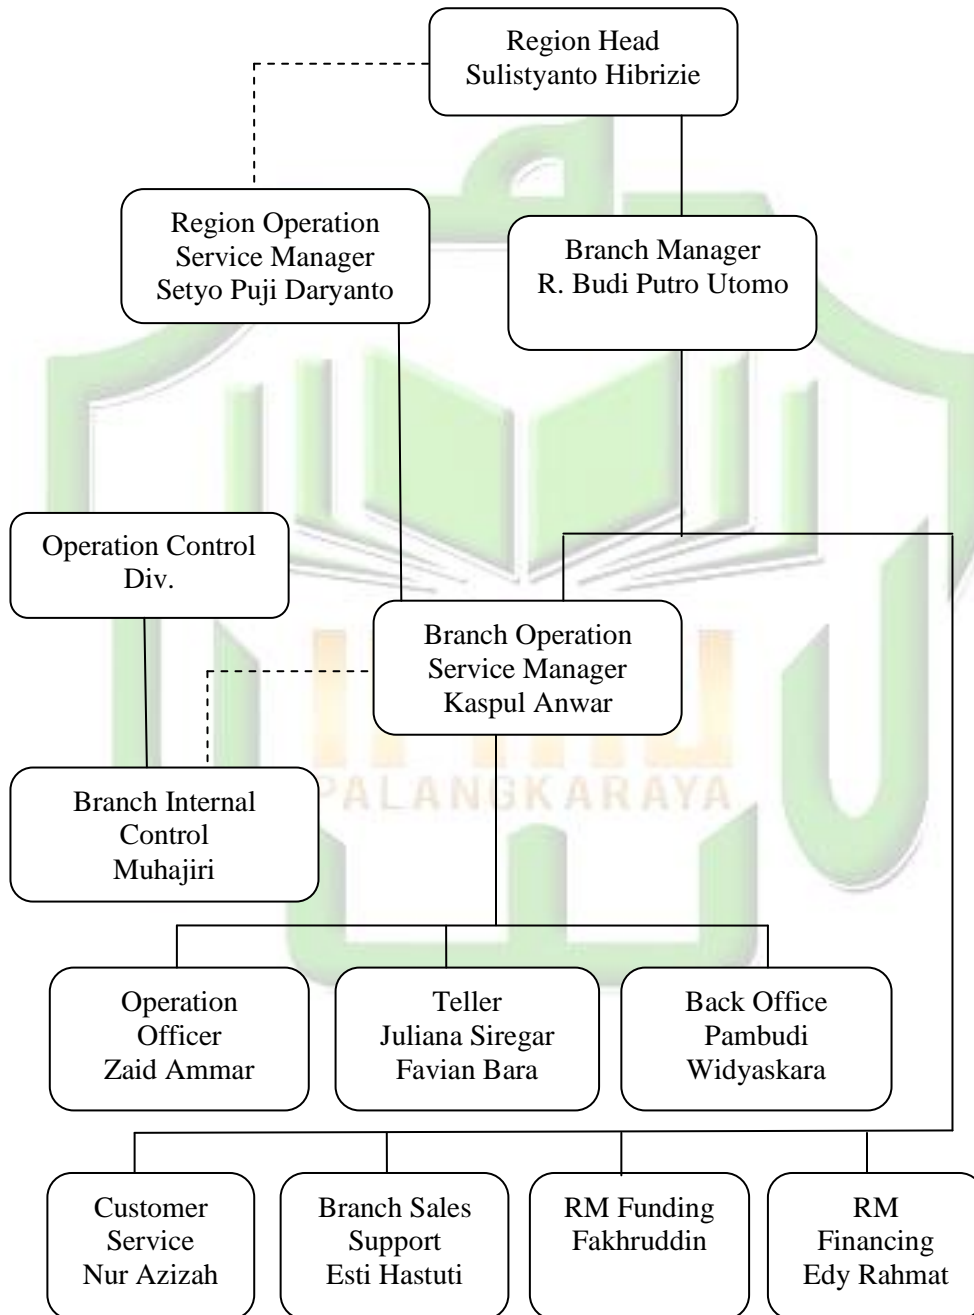 Region Head
Sulistyanto Hibrizie
Region Operation
Service Manager
Setyo Puji Daryanto
Branch Manager
R. Budi Putro Utomo
Operation Control
Div.
Branch Operation
Service Manager
Kaspul Anwar
PALANGKARAYA
Branch Internal
Control
Muhajiri
Operation
Officer
Zaid Ammar
Teller
Juliana Siregar
Favian Bara
Back Office
Pambudi
Widyaskara
Customer
Service
Nur Azizah
Branch Sales
Support
Esti Hastuti
RM Funding
Fakhruddin
RM
Financing
Edy Rahmat